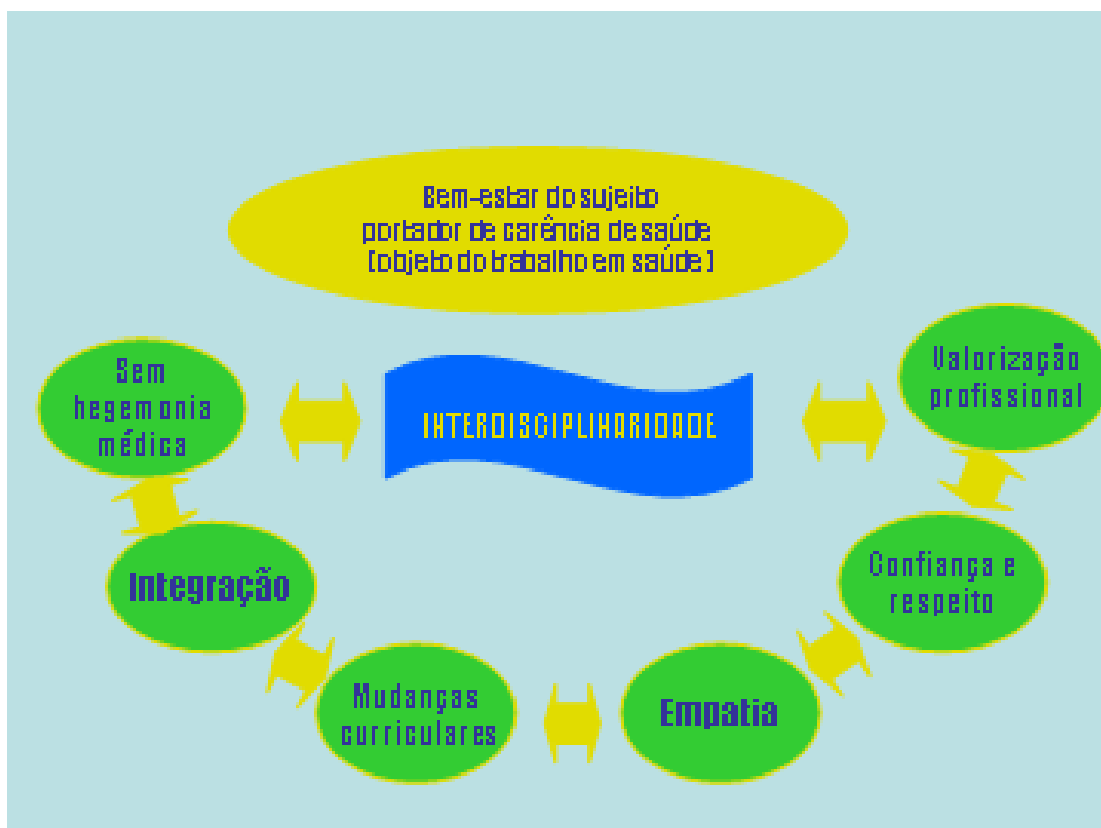 Bem-estar do sujeito
portador de carência de saúde
(objeto do trabalho em saúde)
Sem
hegemonia
médica
INTERDISCIPLINARIDADE
Valorização
profissional
Integração
Confiança e
respeito
Mudanças
curriculares
Empatia